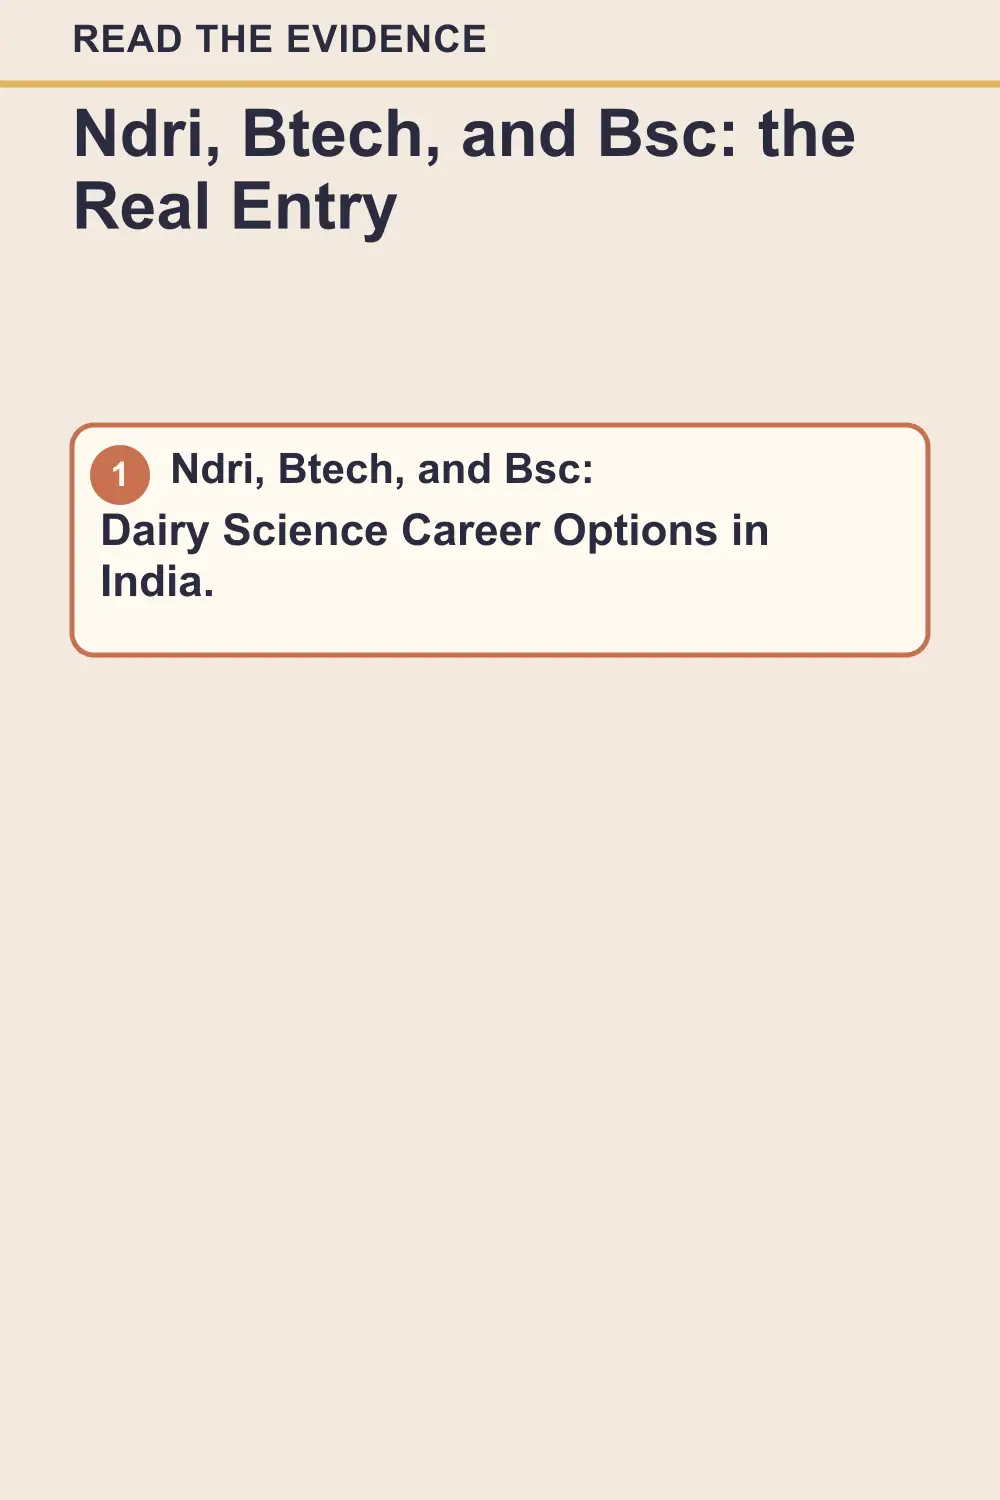 READ THE EVIDENCE
Ndri, Btech, and Bsc: the
Real Entry
1 Ndri, Btech, and Bsc:
Dairy Science Career Options in
India.